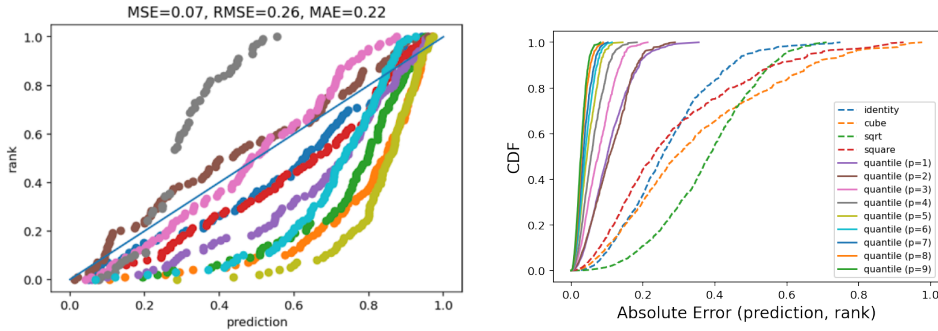 MSE=0.07, RMSE=0.26, MAE=0.22
1.0
0.8
0.6
0.4
0.2
0.0
rank
0.0 0.2 0.4 0.6 0.8 1.0
prediction
1.0
0.8
0.6
0.4
0.2
0.0
CDF
identity
cube
sqrt
square
quantile (p=1)
quantile (p=2)
quantile (p=3)
quantile (p=4)
quantile (p=5)
quantile (p=6)
quantile (p=7)
quantile (p=8)
quantile (p=9)
0.0 0.2 0.4 0.6 0.8 1.0
Absolute Error (prediction, rank)